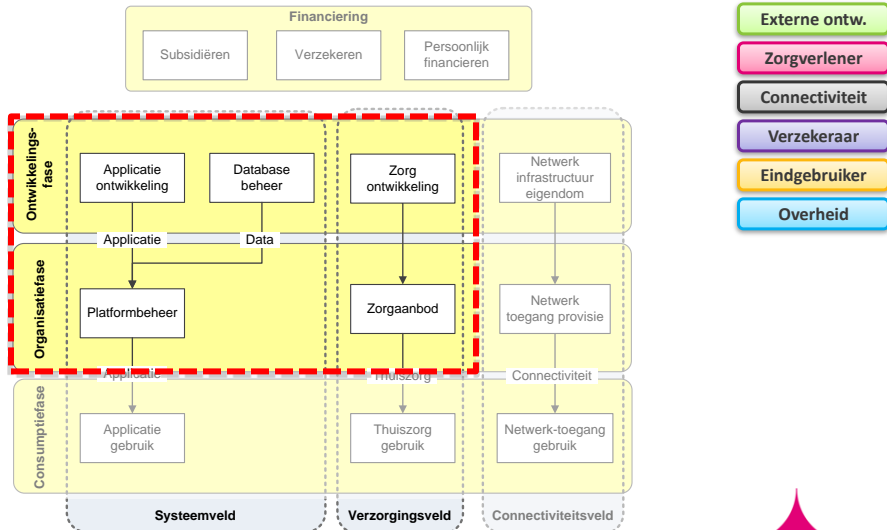 Financiering
Subsidiëren
Verzekeren
Persoonlijk
financieren
Externe ontw.
Zorgverlener
Connectiviteit
Verzekeraar
Eindgebruiker
Overheid
Ontwikkelings-
fase
Applicatie
ontwikkeling
Database
beheer
Zorg
ontwikkeling
Netwerk
infrastructuur
eigendom
Applicatie
Data
Organisatiefase
Platformbeheer
Zorgaanbod
Netwerk
toegang provisie
Applicatie
Thuiszorg
Connectiviteit
Consumptiefase
Applicatie
gebruik
Thuiszorg
gebruik
Netwerk-toegang
gebruik
Systeemveld
Verzorgingsveld
Connectiviteitsveld